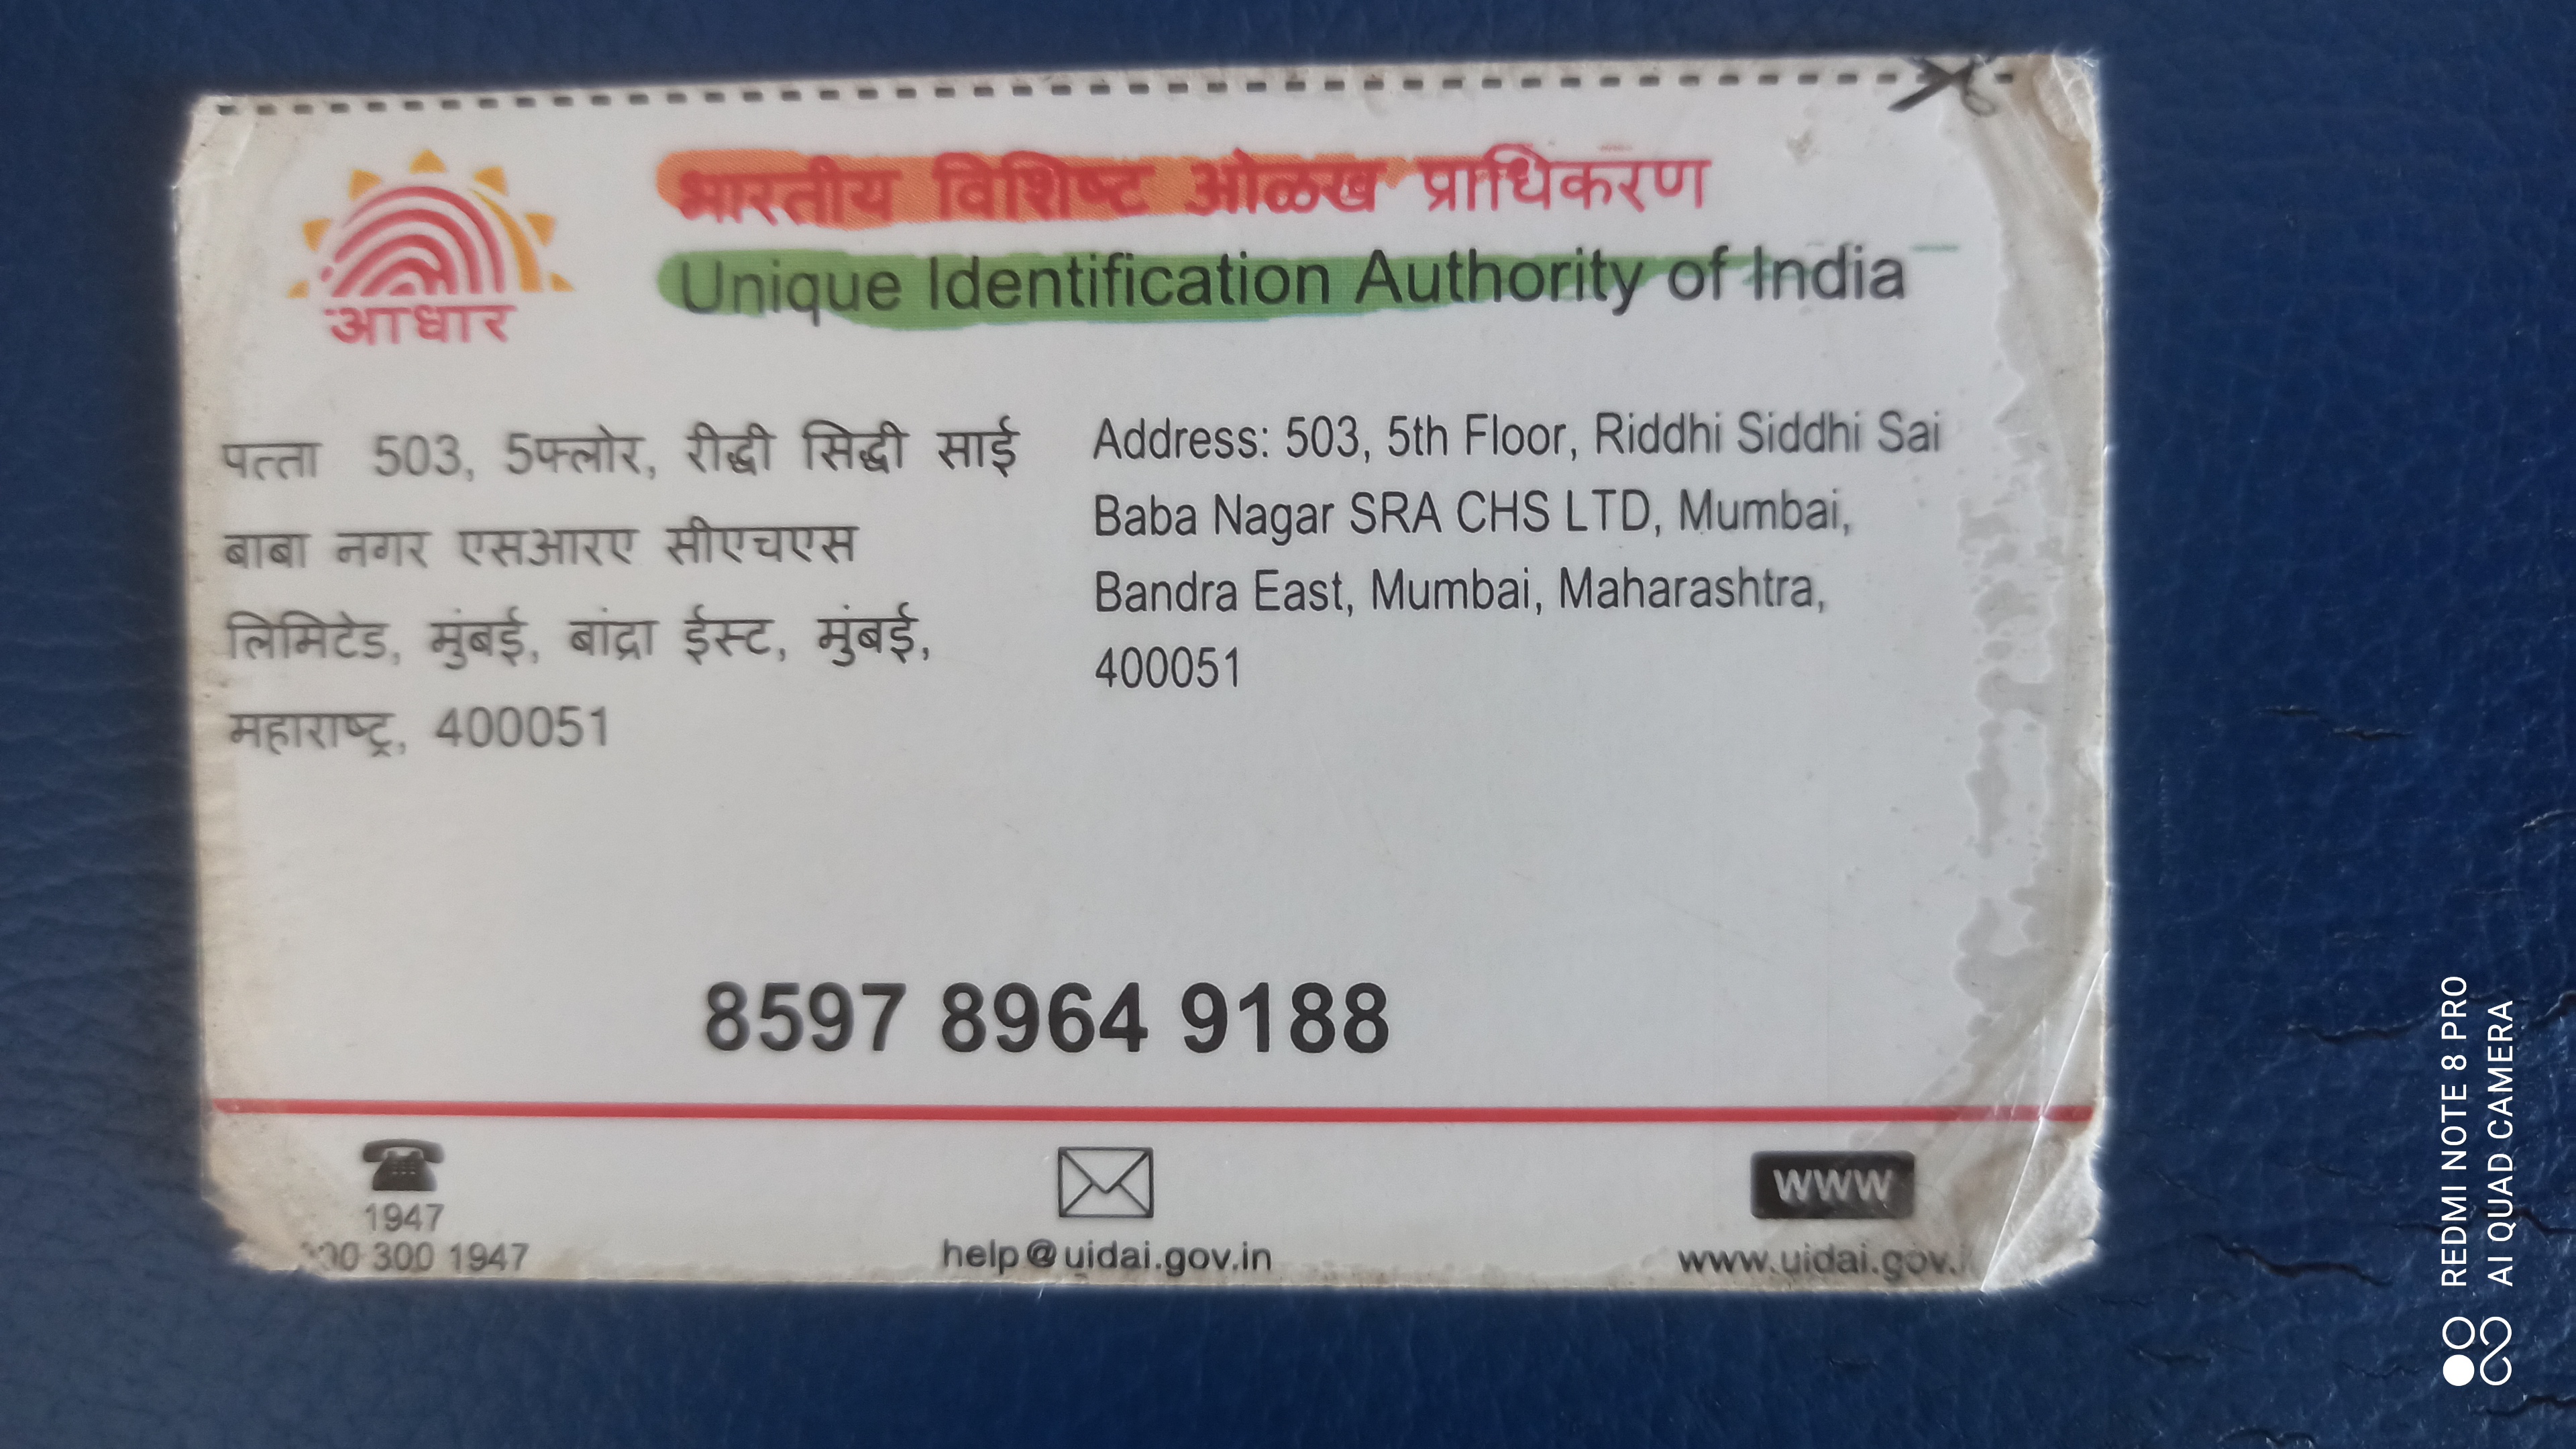 भारतीय विशिष्ट ओळख प्राधिकरण
Unique Identification Authority of India
आधार
पत्ता 503, 5फ्लोर, रीद्धी सिद्धी साई
बाबा नगर एसआरए सीएचएस
लिमिटेड, मुंबई, बांद्रा ईस्ट, मुंबई,
महाराष्ट्र, 400051
Address: 503, 5th Floor, Riddhi Siddhi Sai
Baba Nagar SRA CHS LTD, Mumbai,
Bandra East, Mumbai, Maharashtra,
400051
8597 8964 9188
1947
300 1947
help@uidai.gov.in
WWW
www.uidai.gov.
REDMI NOTE 8 PRO
AI QUAD CAMERA